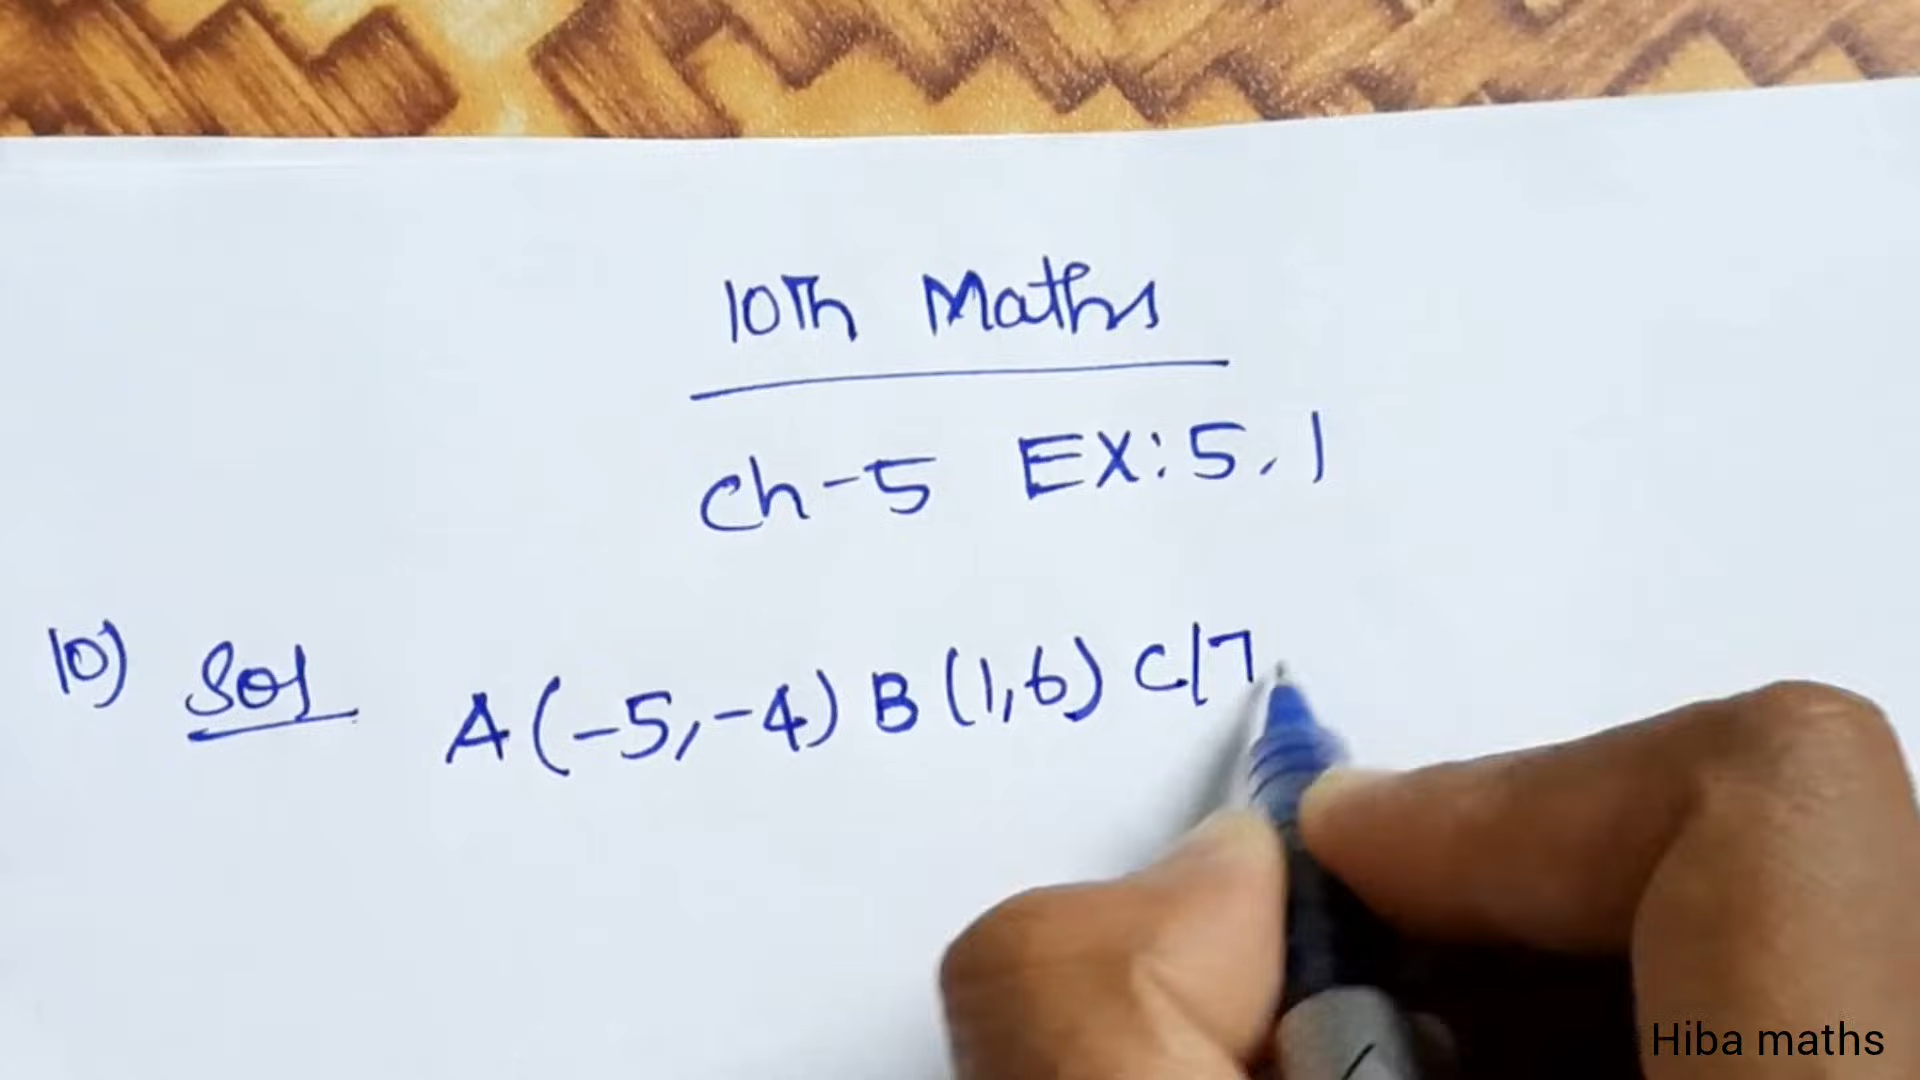 10Th Maths
Ch-5 EX: 5.1
10) Sol A(-5,-4) B(1,6) C(7
Hiba maths